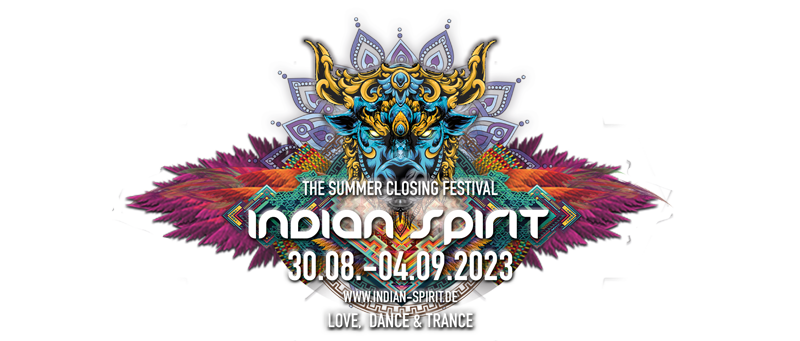 THE SUMMER CLOSING FESTIVAL
INDIAN SPIRIT
30.08.-04.09.2023
WWW.INDIAN-SPIRIT.DE
LOVE, DANCE & TRANCE